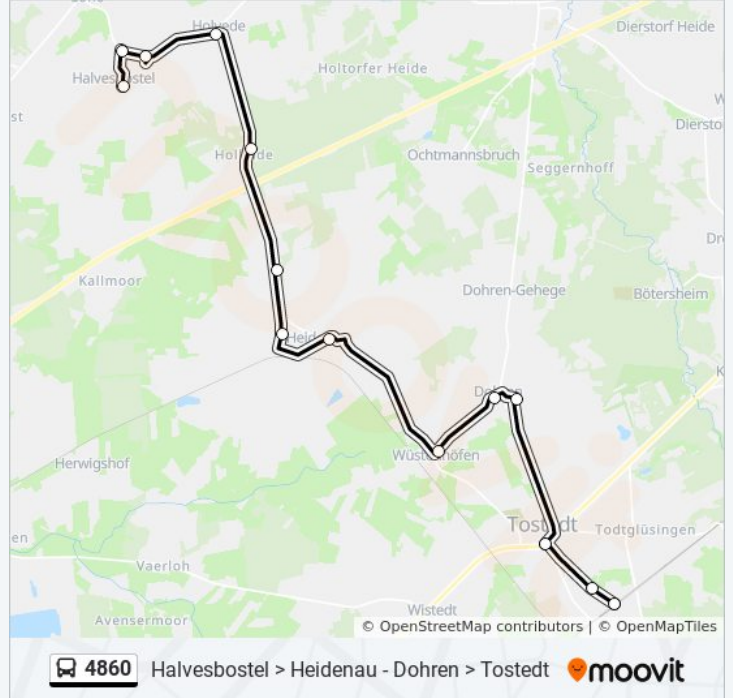 Holvede
Dierstorf Heide
Halvesbostel
Holtorfer Heide
Ochtmannsbruch
Seggernhoff
Kallmoor
Dohren-Gehege
Bötersheim
Herwigshof
Tostedt
Todtglüsingen
Vaerloh
Wistedt
Avensermoor
© OpenStreetMap contributors | © OpenMapTiles
4860 Halvesbostel > Heidenau - Dohren > Tostedt moovit